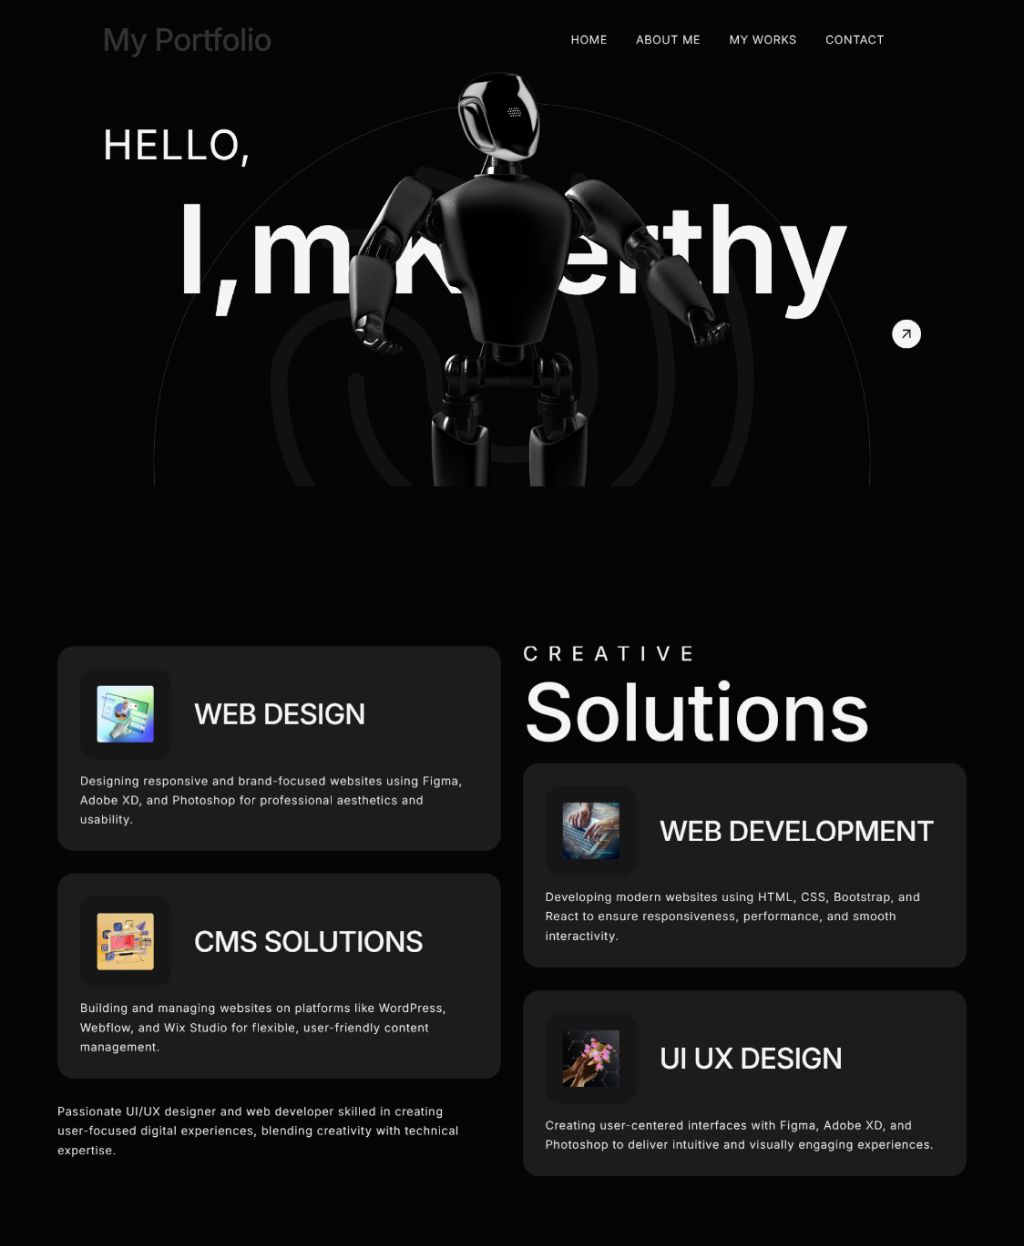 My Portfolio
HOME ABOUT ME MY WORKS CONTACT
HELLO,
I,m
WEB DESIGN
Designing responsive and brand-focused websites using Figma,
Adobe XD, and Photoshop for professional aesthetics and
usability.
CMS SOLUTIONS
Building and managing websites on platforms like WordPress,
Webflow, and Wix Studio for flexible, user-friendly content
management.
Passionate UI/UX designer and web developer skilled in creating
user-focused digital experiences, blending creativity with technical
expertise.
CREATIVE
Solutions
WEB DEVELOPMENT
Developing modern websites using HTML, CSS, Bootstrap, and
React to ensure responsiveness, performance, and smooth
interactivity.
UI UX DESIGN
Creating user-centered interfaces with Figma, Adobe XD, and
Photoshop to deliver intuitive and visually engaging experiences.